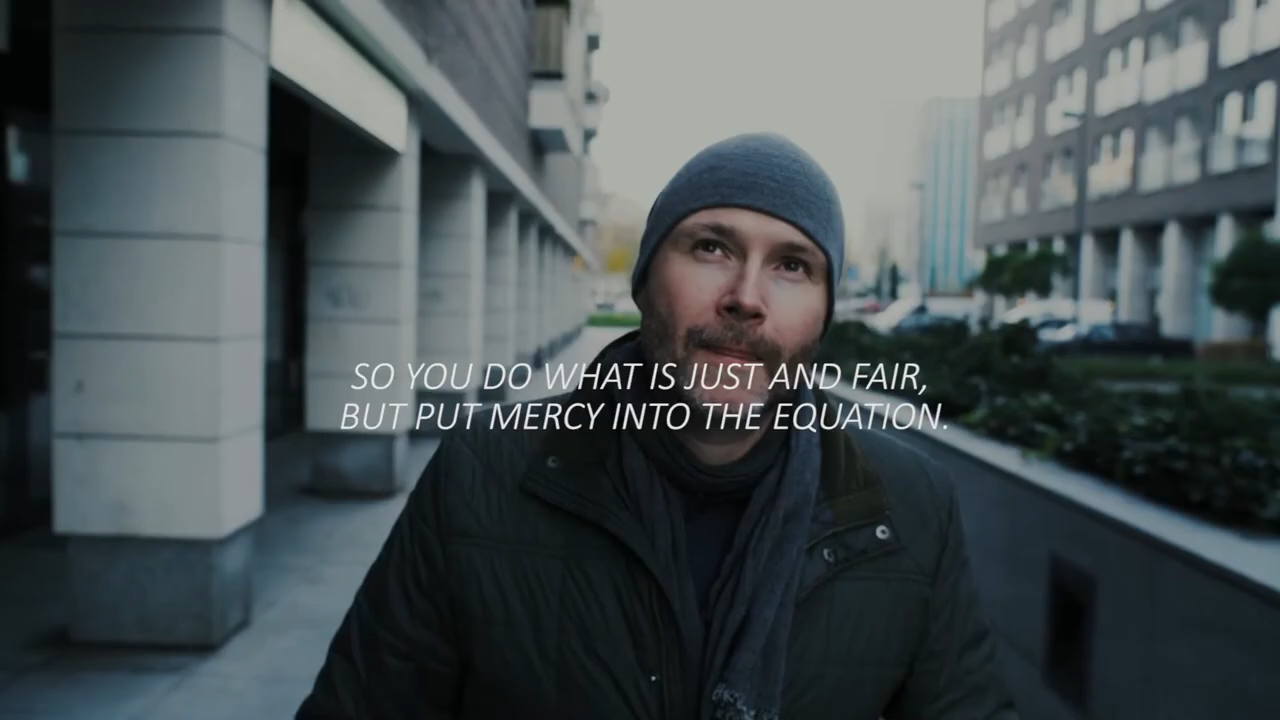 SO YOU DO WHAT IS JUST AND FAIR,
BUT PUT MERCY INTO THE EQUATION.